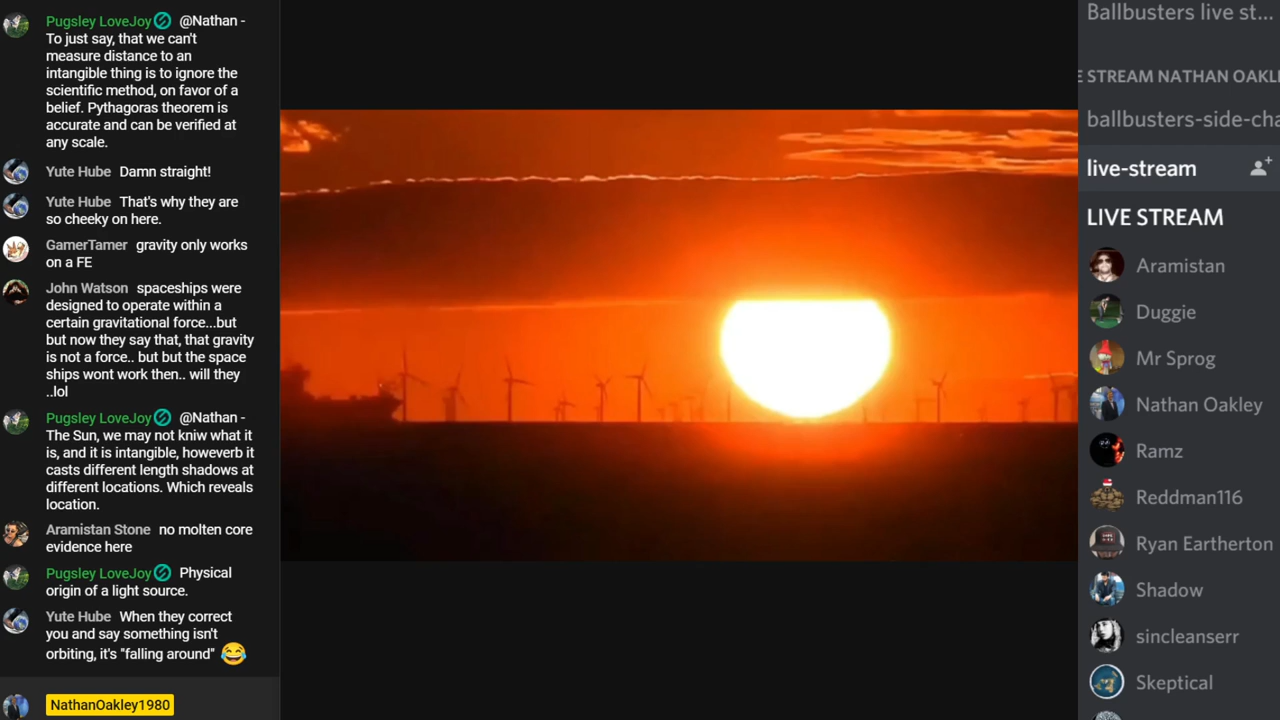 Pugsley LoveJoy @Nathan -
To just say, that we can't
measure distance to an
intangible thing is to ignore the
scientific method, on favor of a
belief. Pythagoras theorem is
accurate and can be verified at
any scale.
Yute Hube Damn straight!
Yute Hube That's why they are
so cheeky on here.
GamerTamer gravity only works
on a FE
John Watson spaceships were
designed to operate within a
certain gravitational force...but
but now they say that, that gravity
is not a force.. but but the space
ships wont work then.. will they
..lol
Pugsley LoveJoy @Nathan -
The Sun, we may not kniw what it
is, and it is intangible, howeverb it
casts different length shadows at
different locations. Which reveals
location.
Aramistan Stone no molten core
evidence here
Pugsley LoveJoy Physical
origin of a light source.
Yute Hube When they correct
you and say something isn't
orbiting, it's "falling around" 😂
NathanOakley1980
Ballbusters live st...
E STREAM NATHAN OAKL
ballbusters-side-cha
live-stream
LIVE STREAM
Aramistan
Duggie
Mr Sprog
Nathan Oakley
Ramz
Reddman116
Ryan Eartherton
Shadow
sincleanserr
Skeptical